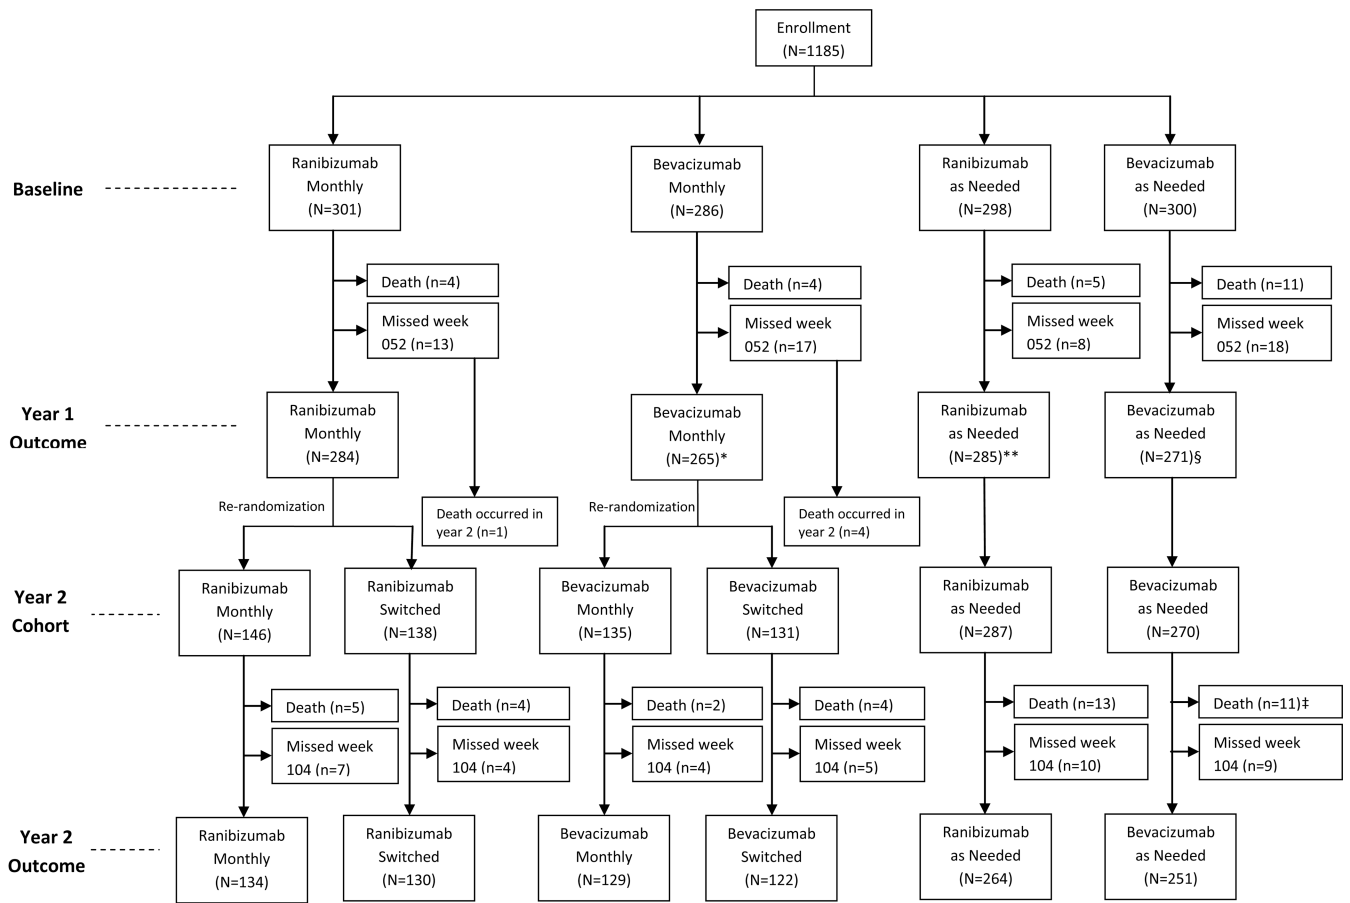 Enrollment
(N=1185)
Baseline
Ranibizumab
Monthly
(N=301)
Bevacizumab
Monthly
(N=286)
Ranibizumab
as Needed
(N=298)
Bevacizumab
as Needed
(N=300)
Death (n=4)
Missed week
052 (n=13)
Death (n=4)
Missed week
052 (n=17)
Death (n=5)
Missed week
052 (n=8)
Death (n=11)
Missed week
052 (n=18)
Year 1
Outcome
Ranibizumab
Monthly
(N=284)
Bevacizumab
Monthly
(N=265)*
Ranibizumab
as Needed
(N=285)**
Bevacizumab
as Needed
(N=271)§
Re-randomization
Death occurred in
year 2 (n=1)
Re-randomization
Death occurred in
year 2 (n=4)
Year 2
Cohort
Ranibizumab
Monthly
(N=146)
Ranibizumab
Switched
(N=138)
Bevacizumab
Monthly
(N=135)
Bevacizumab
Switched
(N=131)
Ranibizumab
as Needed
(N=287)
Bevacizumab
as Needed
(N=270)
Death (n=5)
Missed week
104 (n=7)
Death (n=4)
Missed week
104 (n=4)
Death (n=2)
Missed week
104 (n=4)
Death (n=4)
Missed week
104 (n=5)
Death (n=13)
Missed week
104 (n=10)
Death (n=11)‡
Missed week
104 (n=9)
Year 2
Outcome
Ranibizumab
Monthly
(N=134)
Ranibizumab
Switched
(N=130)
Bevacizumab
Monthly
(N=129)
Bevacizumab
Switched
(N=122)
Ranibizumab
as Needed
(N=264)
Bevacizumab
as Needed
(N=251)